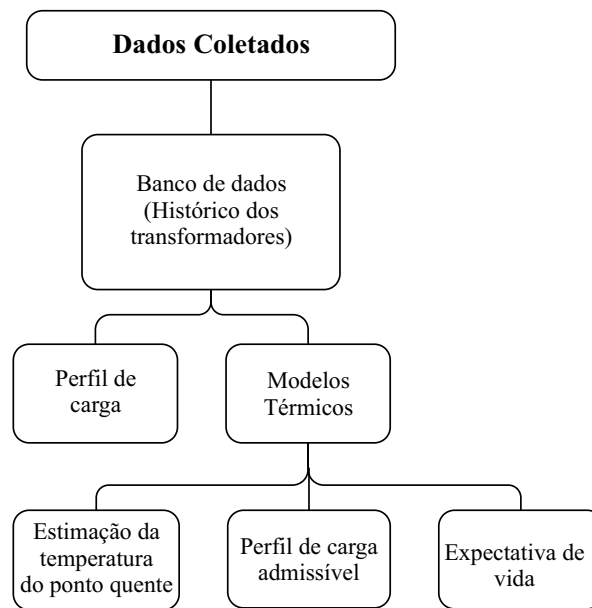 Dados Coletados
Banco de dados
(Histórico dos
transformadores)
Perfil de
carga
Modelos
Térmicos
Estimação da
temperatura
do ponto quente
Perfil de carga
admissível
Expectativa de
vida